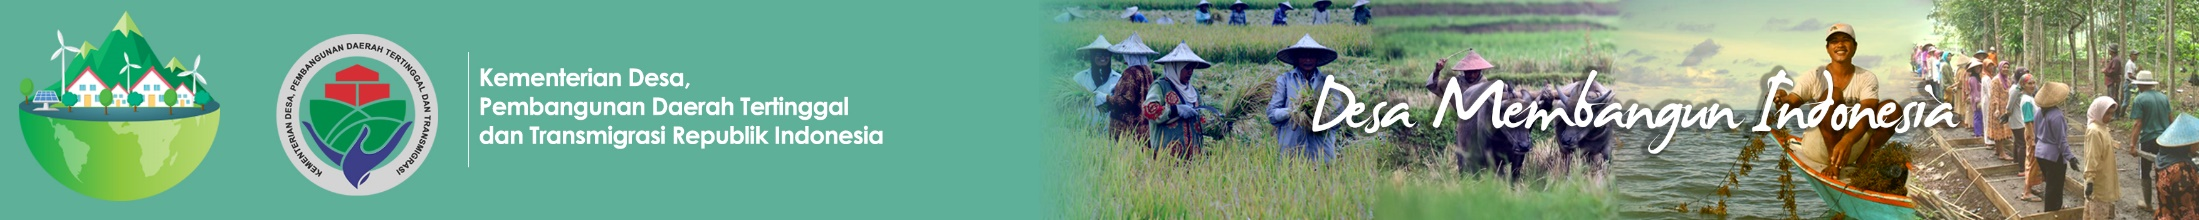 KEMENTERIAN DESA, PEMBANGUNAN DAERAH TERTINGGAL DAN TRANSMIGRASI
Kementerian Desa,
Pembangunan Daerah Tertinggal
dan Transmigrasi Republik Indonesia
Desa Membangun Indonesia